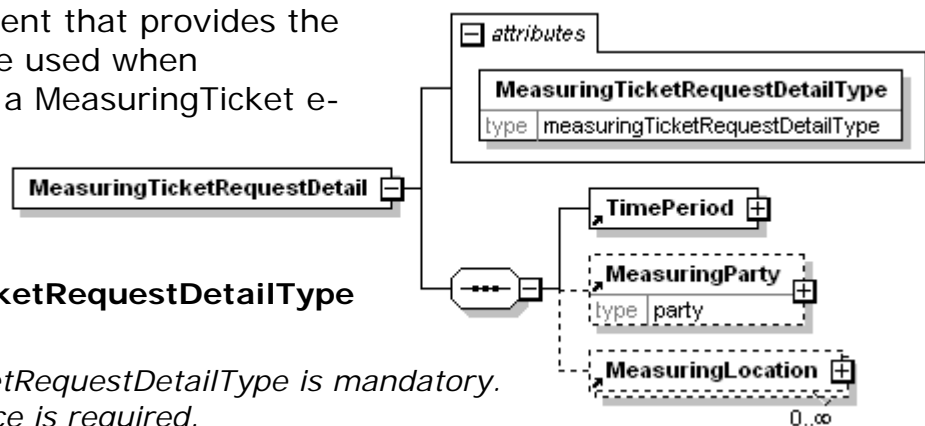 ent that provides the
e used when
a MeasuringTicket e-
attributes
MeasuringTicketRequestDetailType
type measuringTicketRequestDetailType
MeasuringTicketRequestDetail
TimePeriod
MeasuringParty
type party
MeasuringLocation
0..∞
ketRequestDetailType
etRequestDetailType is mandatory.
ce is required.